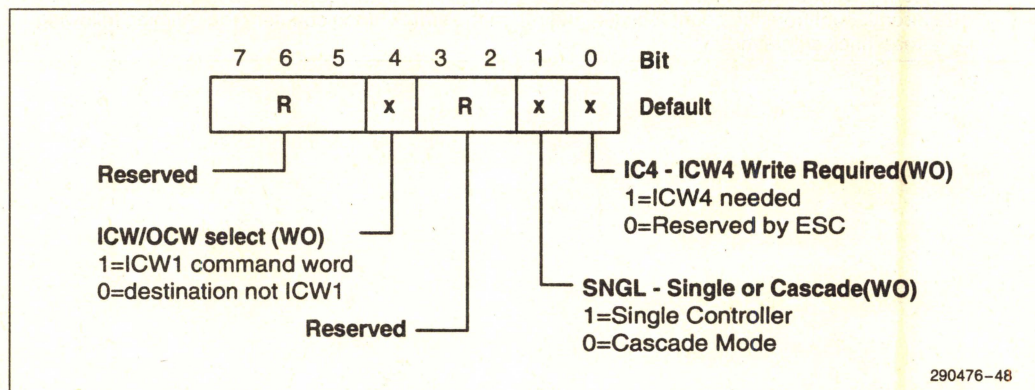 7 6 5 4 3 2 1 0 Bit
R x R x x Default
Reserved
IC4 - ICW4 Write Required(WO)
1=ICW4 needed
0=Reserved by ESC
ICW/OCW select (WO)
1=ICW1 command word
0=destination not ICW1
SNGL - Single or Cascade(WO)
1=Single Controller
0=Cascade Mode
Reserved
290476-48